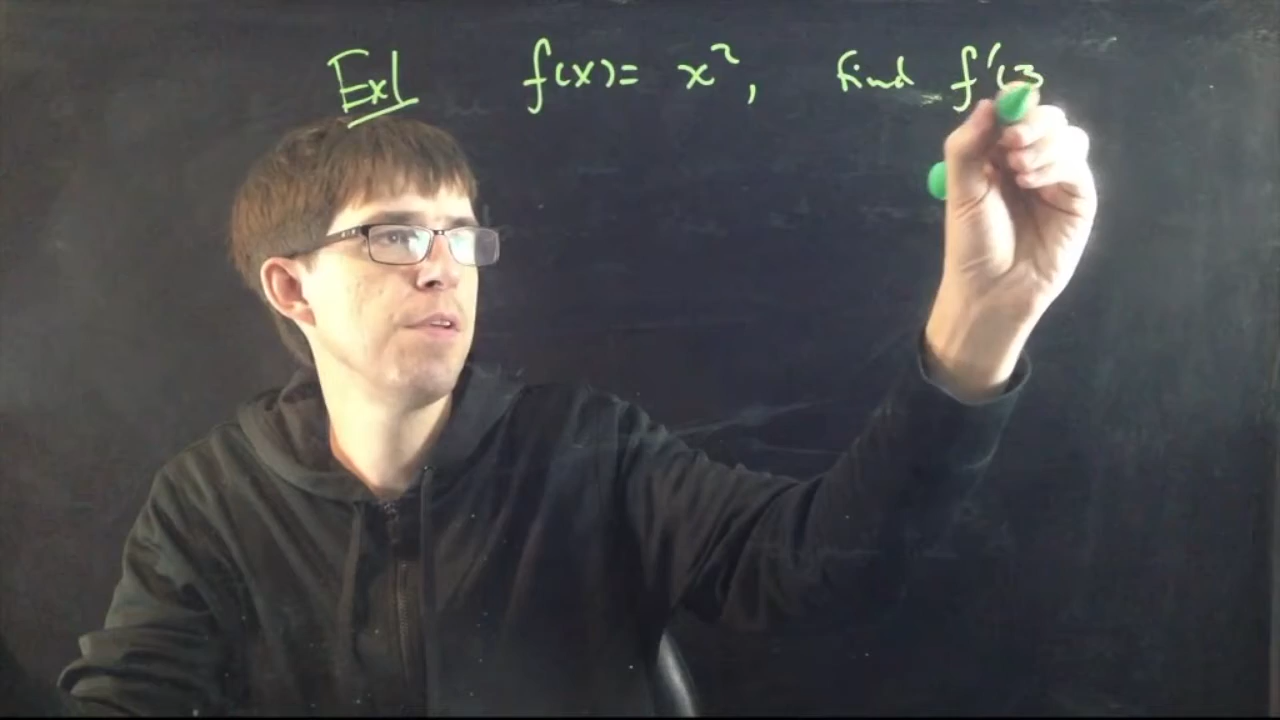 Ex1 f(x) = x², find f'(3